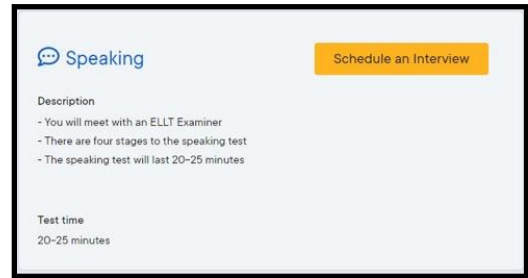 Speaking
Schedule an Interview
Description
- You will meet with an ELLT Examiner
- There are four stages to the speaking test
- The speaking test will last 20–25 minutes
Test time
20–25 minutes